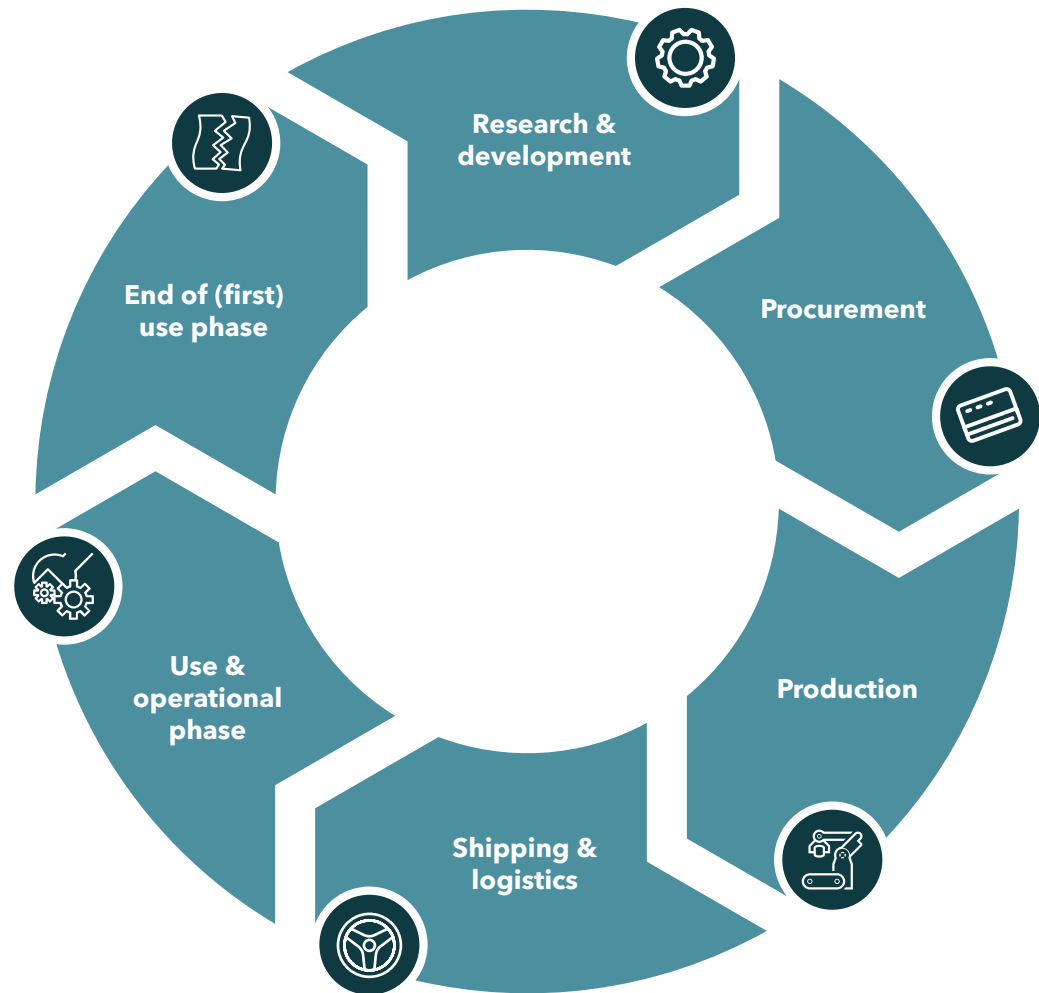 Research &
development
Procurement
Production
Shipping &
logistics
Use &
operational
phase
End of (first)
use phase